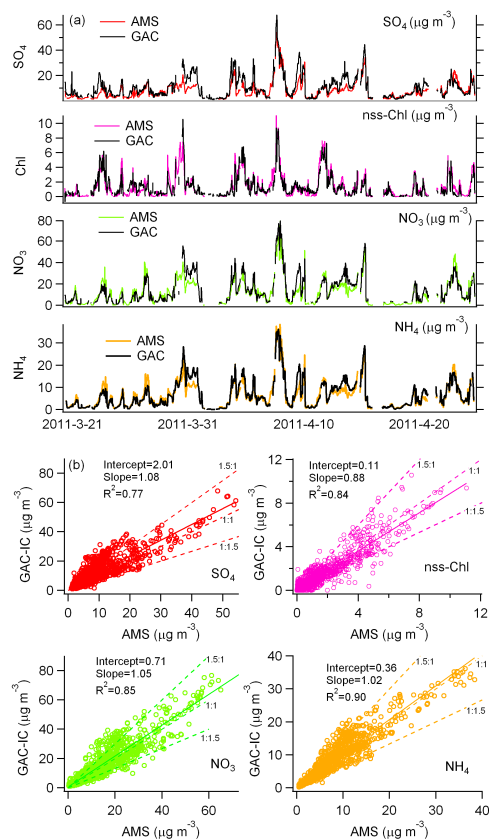 (a)
SO4 (μg m-3)
AMS
GAC
SO4
60
40
20
nss-Chl (μg m-3)
AMS
GAC
Chl
10
8
6
4
2
0
NO3 (μg m-3)
AMS
GAC
NO3
80
60
40
20
0
NH4 (μg m-3)
AMS
GAC
NH4
30
20
10
0
2011-3-21 2011-3-31 2011-4-10 2011-4-20
(b)
Intercept=2.01
Slope=1.08
R2=0.77
1.5:1
1:1
1:1.5
SO4
GAC-IC (μg m-3)
80
60
40
20
0
0 10 20 30 40 50
AMS (μg m-3)
Intercept=0.11
Slope=0.88
R2=0.84
1.5:1
1:1
1:1.5
nss-Chl
GAC-IC (μg m-3)
12
8
4
0
0 4 8 12
AMS (μg m-3)
Intercept=0.71
Slope=1.05
R2=0.85
1.5:1
1:1
1:1.5
NO3
GAC-IC (μg m-3)
80
60
40
20
0
0 20 40 60
AMS (μg m-3)
Intercept=0.36
Slope=1.02
R2=0.90
1.5:1
1:1
1:1.5
NH4
GAC-IC (μg m-3)
40
30
20
10
0
0 10 20 30 40
AMS (μg m-3)